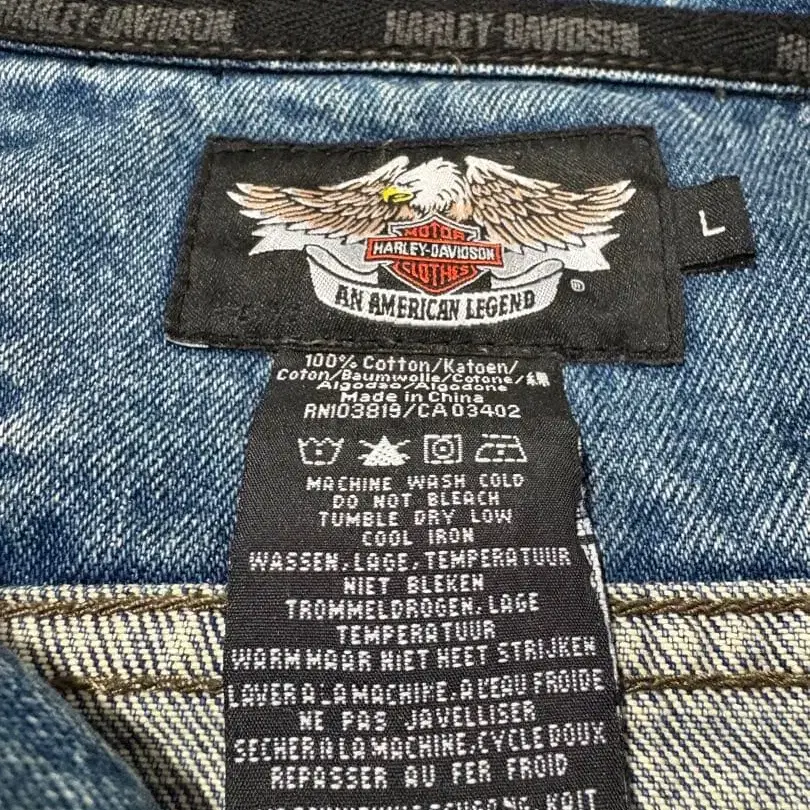 HARLEY-DAVIDSON HARLEY-DAVIDSON
MOTOR
HARLEY-DAVIDSON
CLOTHES
AN AMERICAN LEGEND
®
L
100% Cotton/Katoen/
Coton/Baumwolle/Cotone/綿
Algodao/Algodone
Made in China
RN103819/CA03402
MACHINE WASH COLD
DO NOT BLEACH
TUMBLE DRY LOW
COOL IRON
WASSEN.LAGE.TEMPERATUUR
NIET BLEKEN
TROMMELDROGEN.LAGE
TEMPERATUUR
WARM MAAR NIET HEET STRIJKEN
LAVER A LA MACHINE.A L'EAU FROIDE
NE PAS JAVELLISER
SECHER A LA MACHINE.CYCLE DOUX
REPASSER AU FER FROID